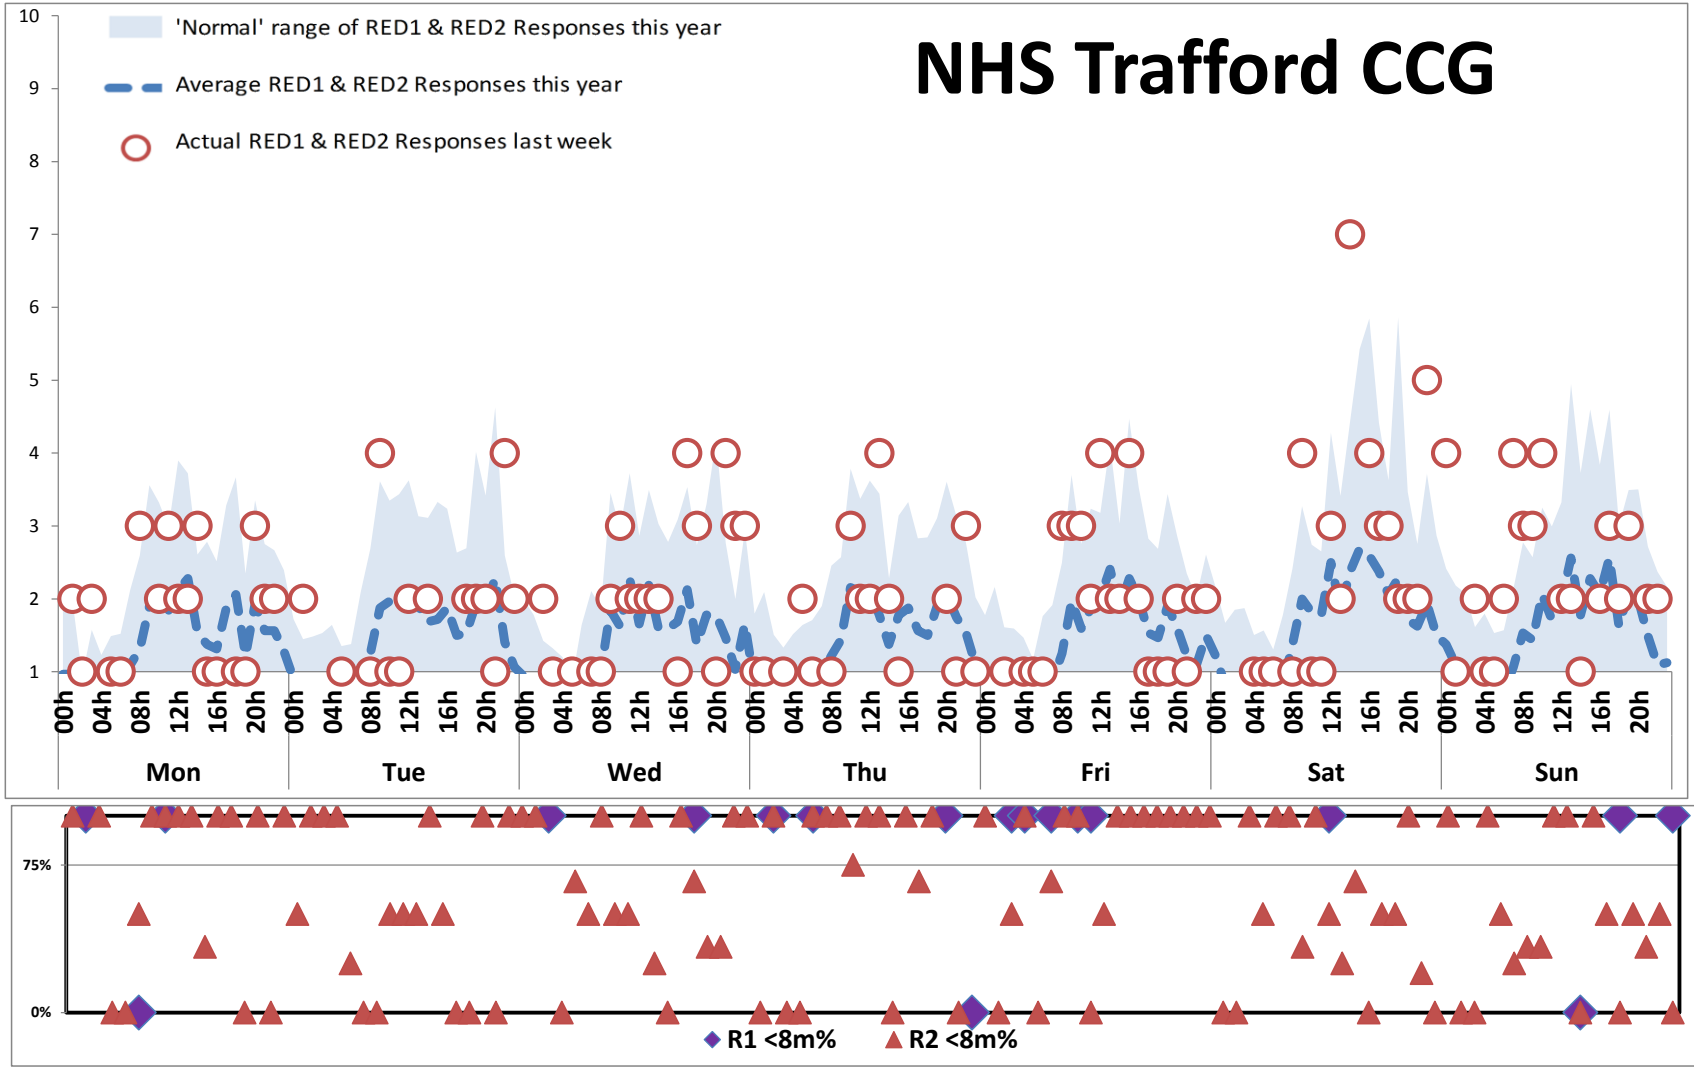 10
'Normal' range of RED1 & RED2 Responses this year
NHS Trafford CCG
9
Average RED1 & RED2 Responses this year
8
Actual RED1 & RED2 Responses last week
7
6
5
4
3
2
1
00h 04h 08h 12h 16h 20h 00h 04h 08h 12h 16h 20h 00h 04h 08h 12h 16h 20h 00h 04h 08h 12h 16h 20h 00h 04h 08h 12h 16h 20h 00h 04h 08h 12h 16h 20h 00h 04h 08h 12h 16h 20h
Mon Tue Wed Thu Fri Sat Sun
75%
0%
R1 <8m% R2 <8m%